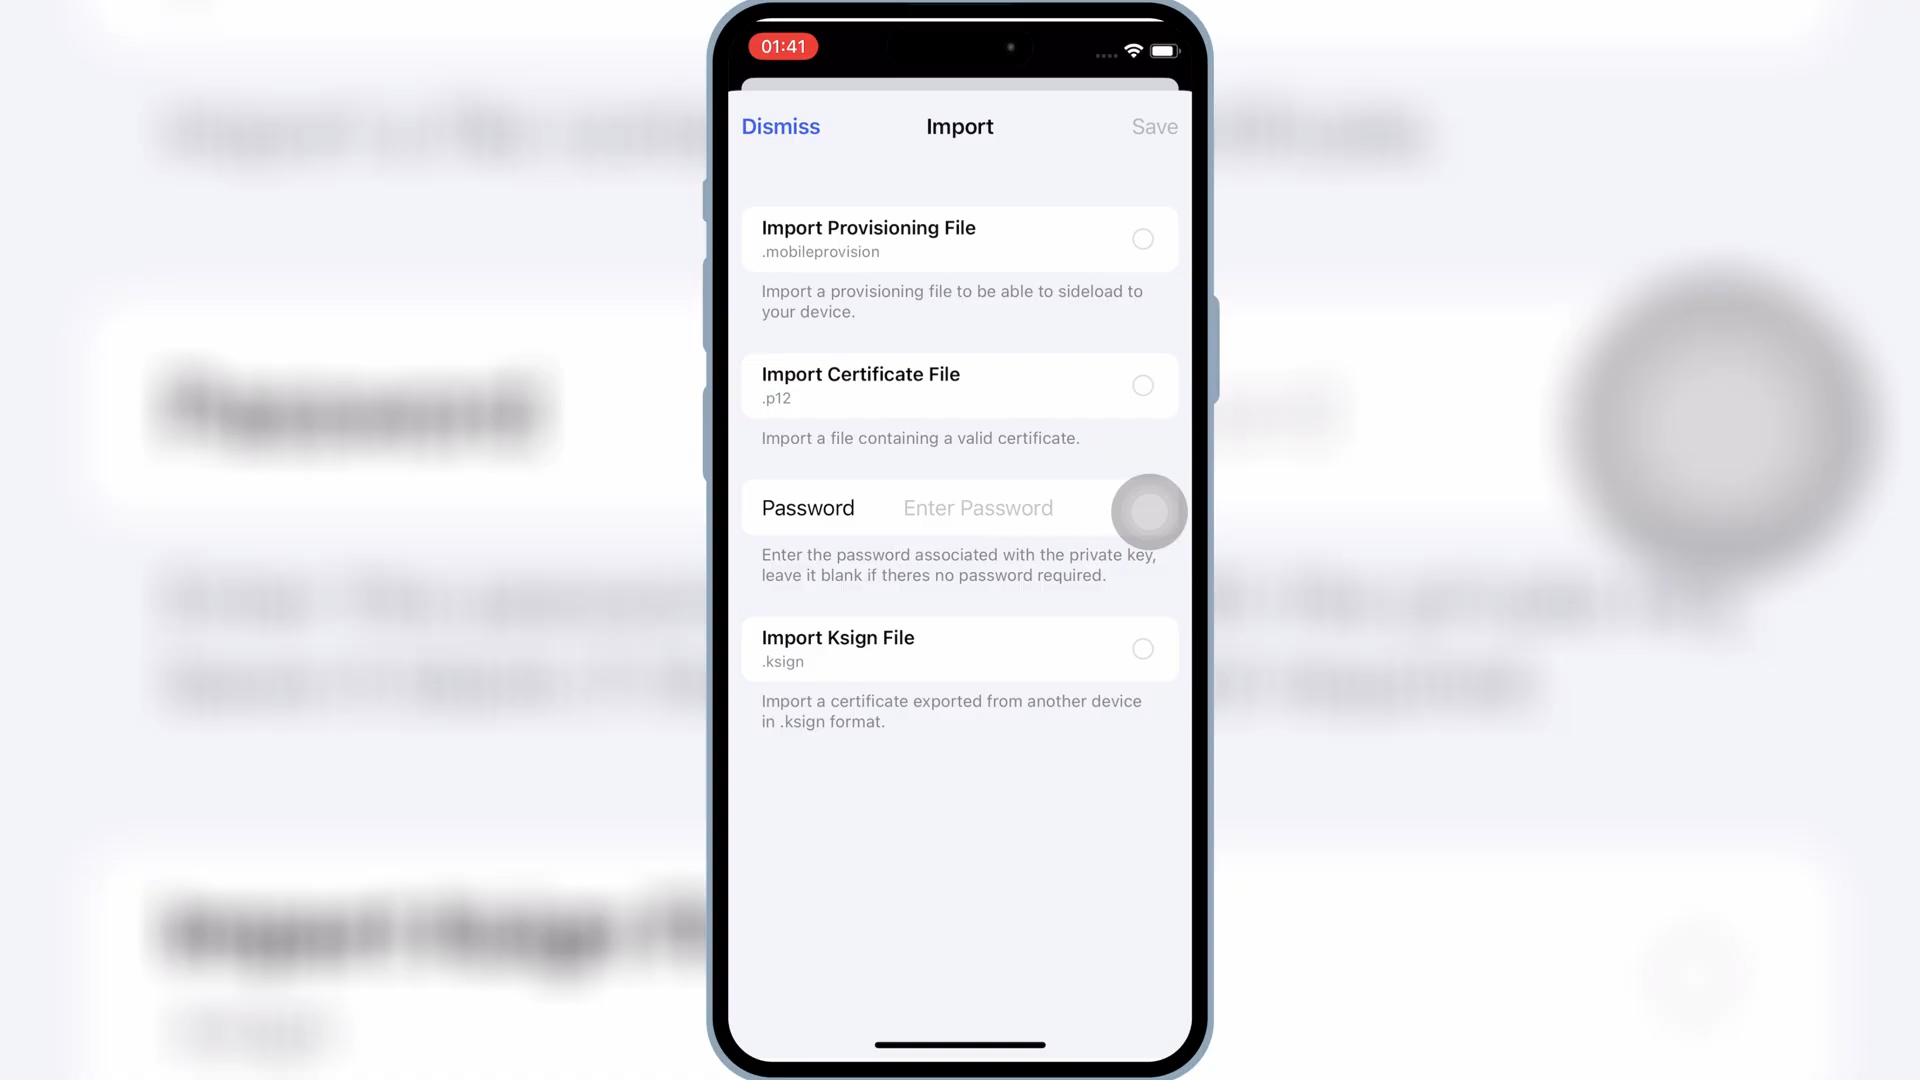 01:41
Dismiss
Import
Save
Import Provisioning File
.mobileprovision
Import a provisioning file to be able to sideload to
your device.
Import Certificate File
.p12
Import a file containing a valid certificate.
Password
Enter Password
Enter the password associated with the private key,
leave it blank if theres no password required.
Import Ksign File
.ksign
Import a certificate exported from another device
in .ksign format.